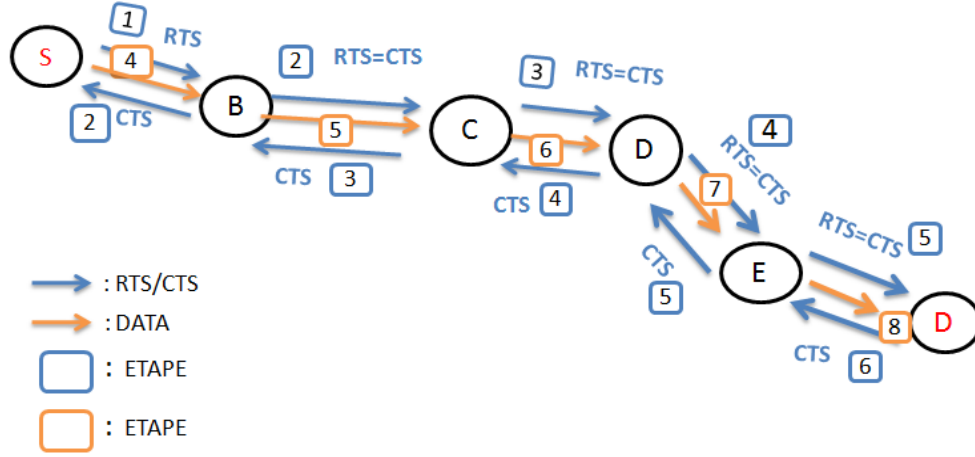 1
RTS
S
4
2
CTS
B
2
RTS=CTS
5
CTS
3
C
3
RTS=CTS
6
CTS
4
D
4
RTS=CTS
7
CTS
5
E
RTS=CTS
5
8
D
CTS
6
: RTS/CTS
: DATA
: ETAPE
: ETAPE